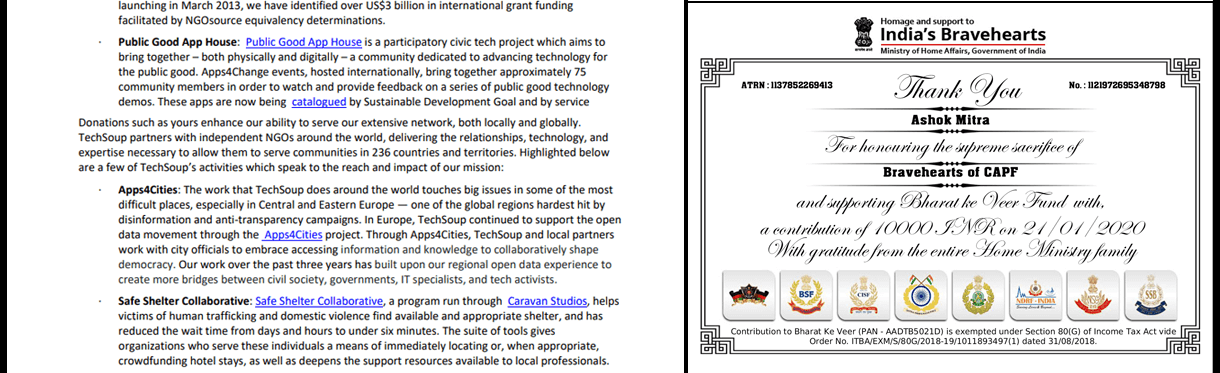 launching in March 2013, we have identified over US$3 billion in international grant funding
facilitated by NGOsource equivalency determinations.
· Public Good App House: Public Good App House is a participatory civic tech project which aims to
bring together – both physically and digitally – a community dedicated to advancing technology for
the public good. Apps4Change events, hosted internationally, bring together approximately 75
community members in order to watch and provide feedback on a series of public good technology
demos. These apps are now being catalogued by Sustainable Development Goal and by service
Donations such as yours enhance our ability to serve our extensive network, both locally and globally.
TechSoup partners with independent NGOs around the world, delivering the relationships, technology, and
expertise necessary to allow them to serve communities in 236 countries and territories. Highlighted below
are a few of TechSoup's activities which speak to the reach and impact of our mission:
· Apps4Cities: The work that TechSoup does around the world touches big issues in some of the most
difficult places, especially in Central and Eastern Europe — one of the global regions hardest hit by
disinformation and anti-transparency campaigns. In Europe, TechSoup continued to support the open
data movement through the Apps4Cities project. Through Apps4Cities, TechSoup and local partners
work with city officials to embrace accessing information and knowledge to collaboratively shape
democracy. Our work over the past three years has built upon our regional open data experience to
create more bridges between civil society, governments, IT specialists, and tech activists.
· Safe Shelter Collaborative: Safe Shelter Collaborative, a program run through Caravan Studios, helps
victims of human trafficking and domestic violence find available and appropriate shelter, and has
reduced the wait time from days and hours to under six minutes. The suite of tools gives
organizations who serve these individuals a means of immediately locating or, when appropriate,
crowdfunding hotel stays, as well as deepens the support resources available to local professionals.
Homage and support to
India's Bravehearts
Ministry of Home Affairs, Government of India
ATRN : 1137852269413
No. : 1121972695348798
Thank You
Ashok Mitra
For honouring the supreme sacrifice of
Bravehearts of CAPF
and supporting Bharat ke Veer Fund with,
a contribution of 10000 INR on 21/01/2020
With gratitude from the entire Home Ministry family
BSF
CISF
NDRF-INDIA
NSG
SSB
Contribution to Bharat Ke Veer (PAN - AADTB5021D) is exempted under Section 80(G) of Income Tax Act vide
Order No. ITBA/EXM/S/80G/2018-19/1011893497(1) dated 31/08/2018.